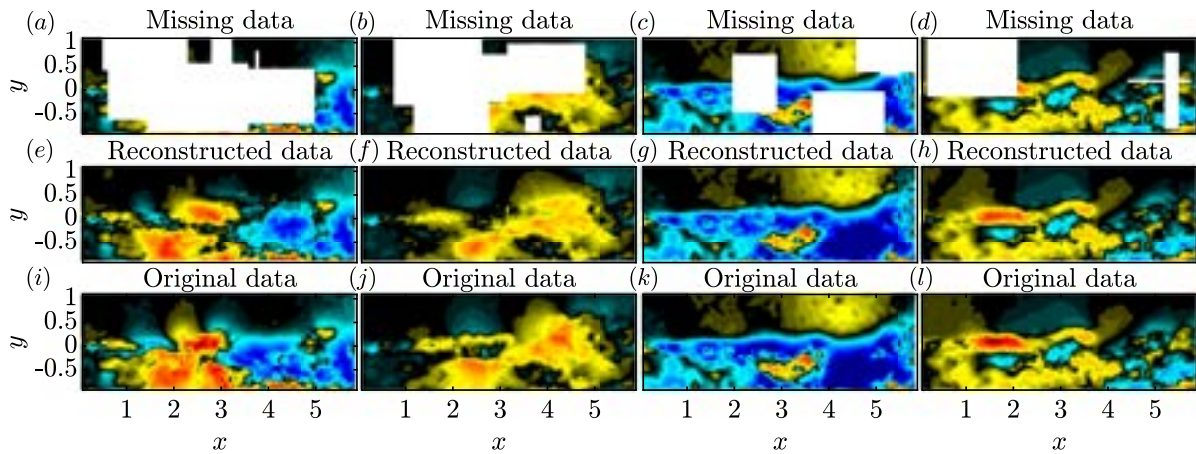 (a) Missing data (b) Missing data (c) Missing data (d) Missing data
1
0.5
y 0
-0.5
(e) Reconstructed data (f) Reconstructed data (g) Reconstructed data (h) Reconstructed data
1
0.5
y 0
-0.5
(i) Original data (j) Original data (k) Original data (l) Original data
1
0.5
y 0
-0.5
1 2 3 4 5 1 2 3 4 5 1 2 3 4 5 1 2 3 4 5
x x x x